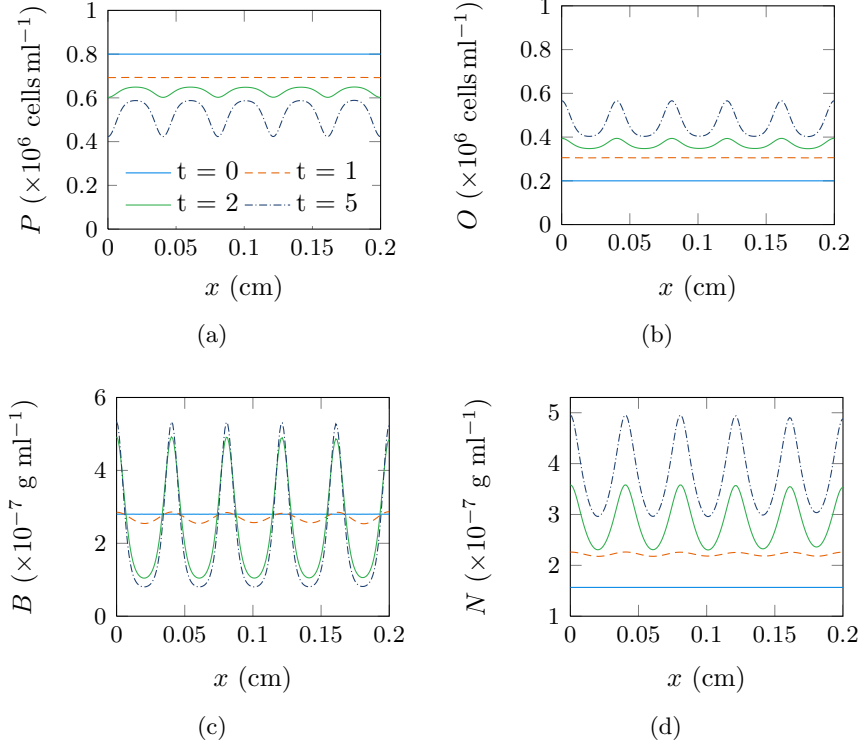 1
0.8
0.6
0.4
0.2
0
P (×10⁶ cells ml⁻¹)
t = 0
t = 1
t = 2
t = 5
0 0.05 0.1 0.15 0.2
x (cm)
(a)
1
0.8
0.6
0.4
0.2
0
O (×10⁶ cells ml⁻¹)
0 0.05 0.1 0.15 0.2
x (cm)
(b)
6
4
2
0
B (×10⁻⁷ g ml⁻¹)
0 0.05 0.1 0.15 0.2
x (cm)
(c)
5
4
3
2
1
N (×10⁻⁷ g ml⁻¹)
0 0.05 0.1 0.15 0.2
x (cm)
(d)